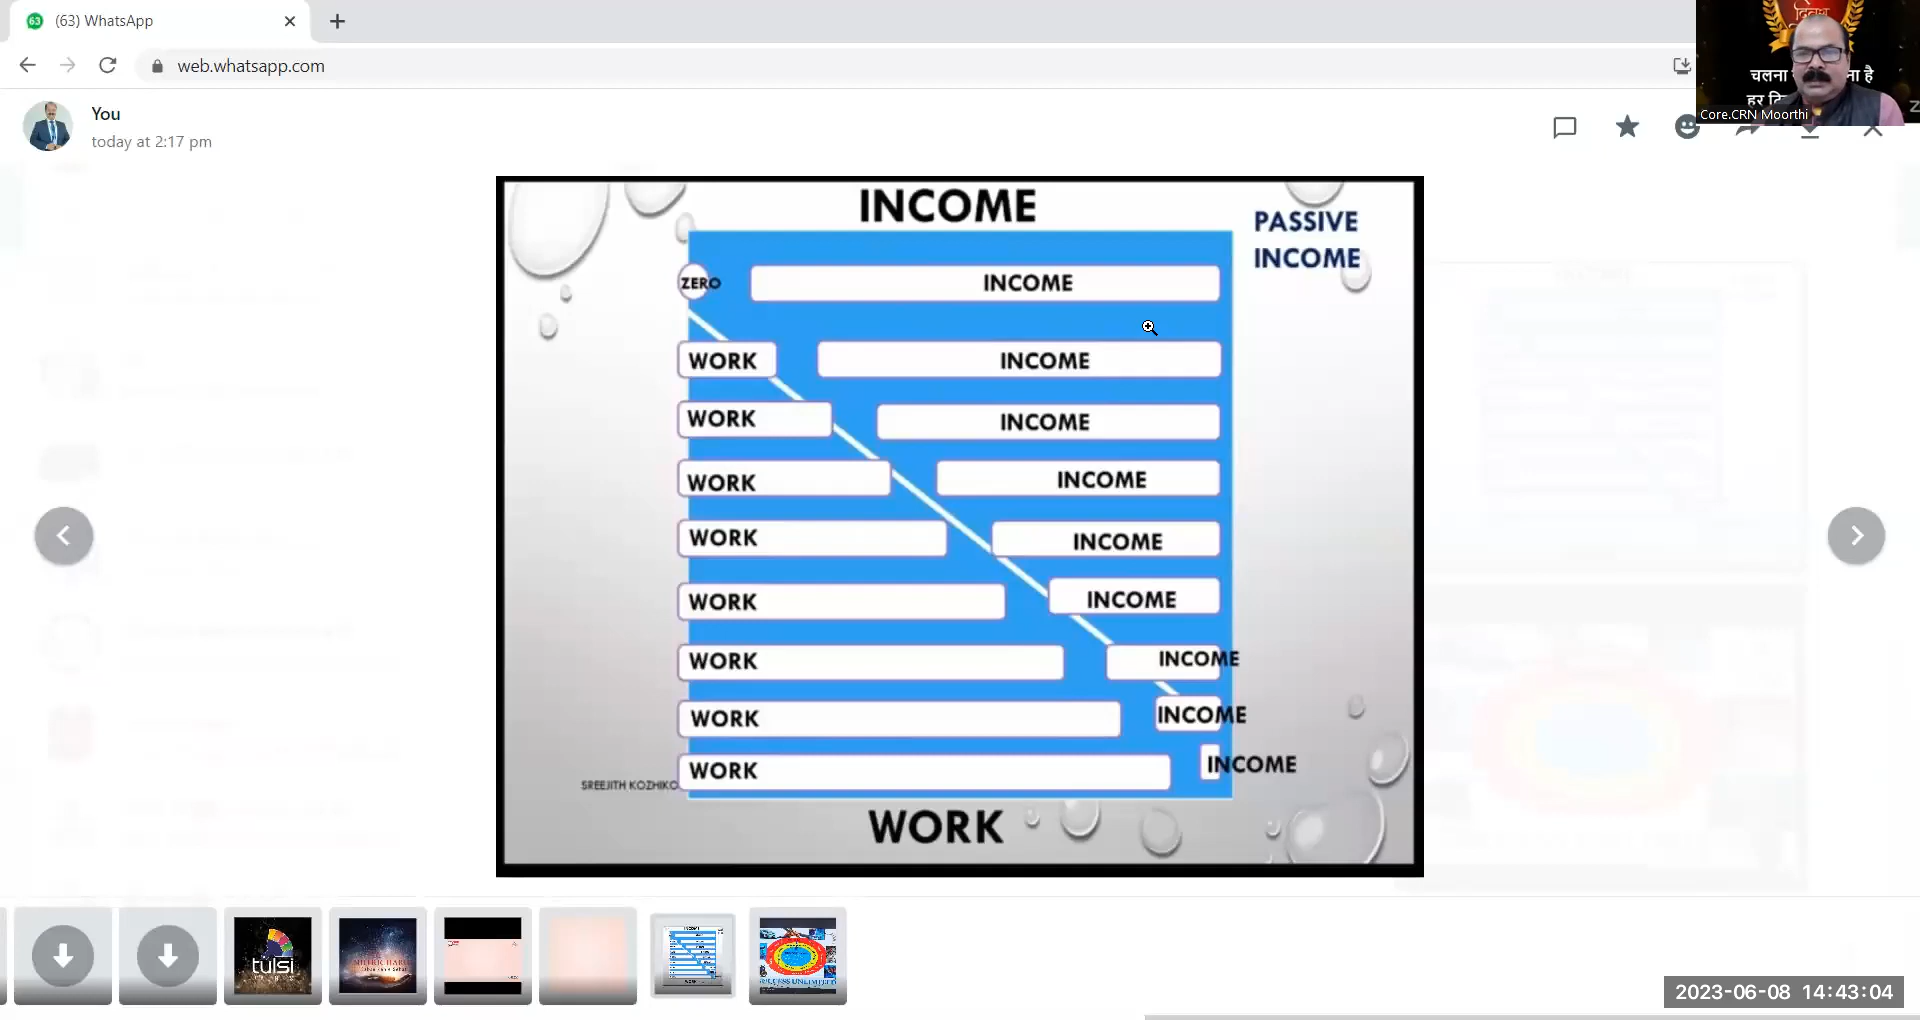 (63) WhatsApp
web.whatsapp.com
You
today at 2:17 pm
Core.CRN Moorthi
INCOME
PASSIVE
INCOME
ZERO INCOME
WORK INCOME
WORK INCOME
WORK INCOME
WORK INCOME
WORK INCOME
WORK INCOME
WORK INCOME
WORK INCOME
SREEJITH
WORK
tulsi
2023-06-08 14:43:04